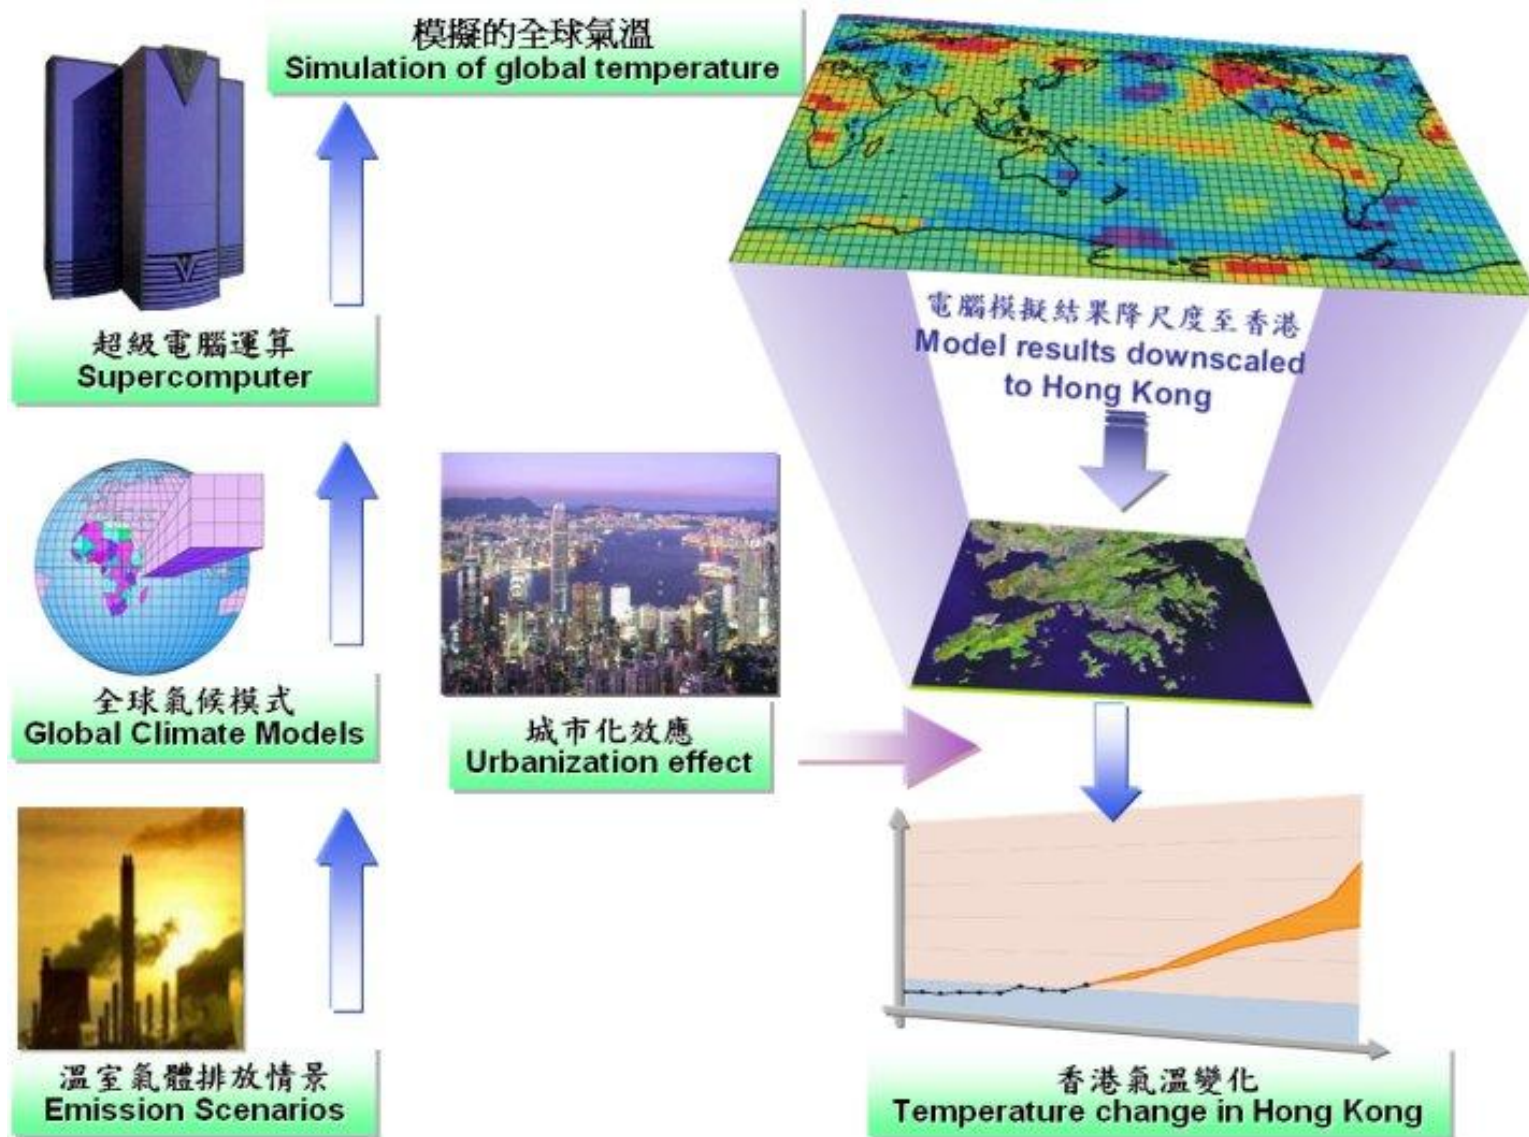 模擬的全球氣溫
Simulation of global temperature
超級電腦運算
Supercomputer
全球氣候模式
Global Climate Models
溫室氣體排放情景
Emission Scenarios
城市化效應
Urbanization effect
電腦模擬結果降尺度至香港
Model results downscaled
to Hong Kong
香港氣溫變化
Temperature change in Hong Kong